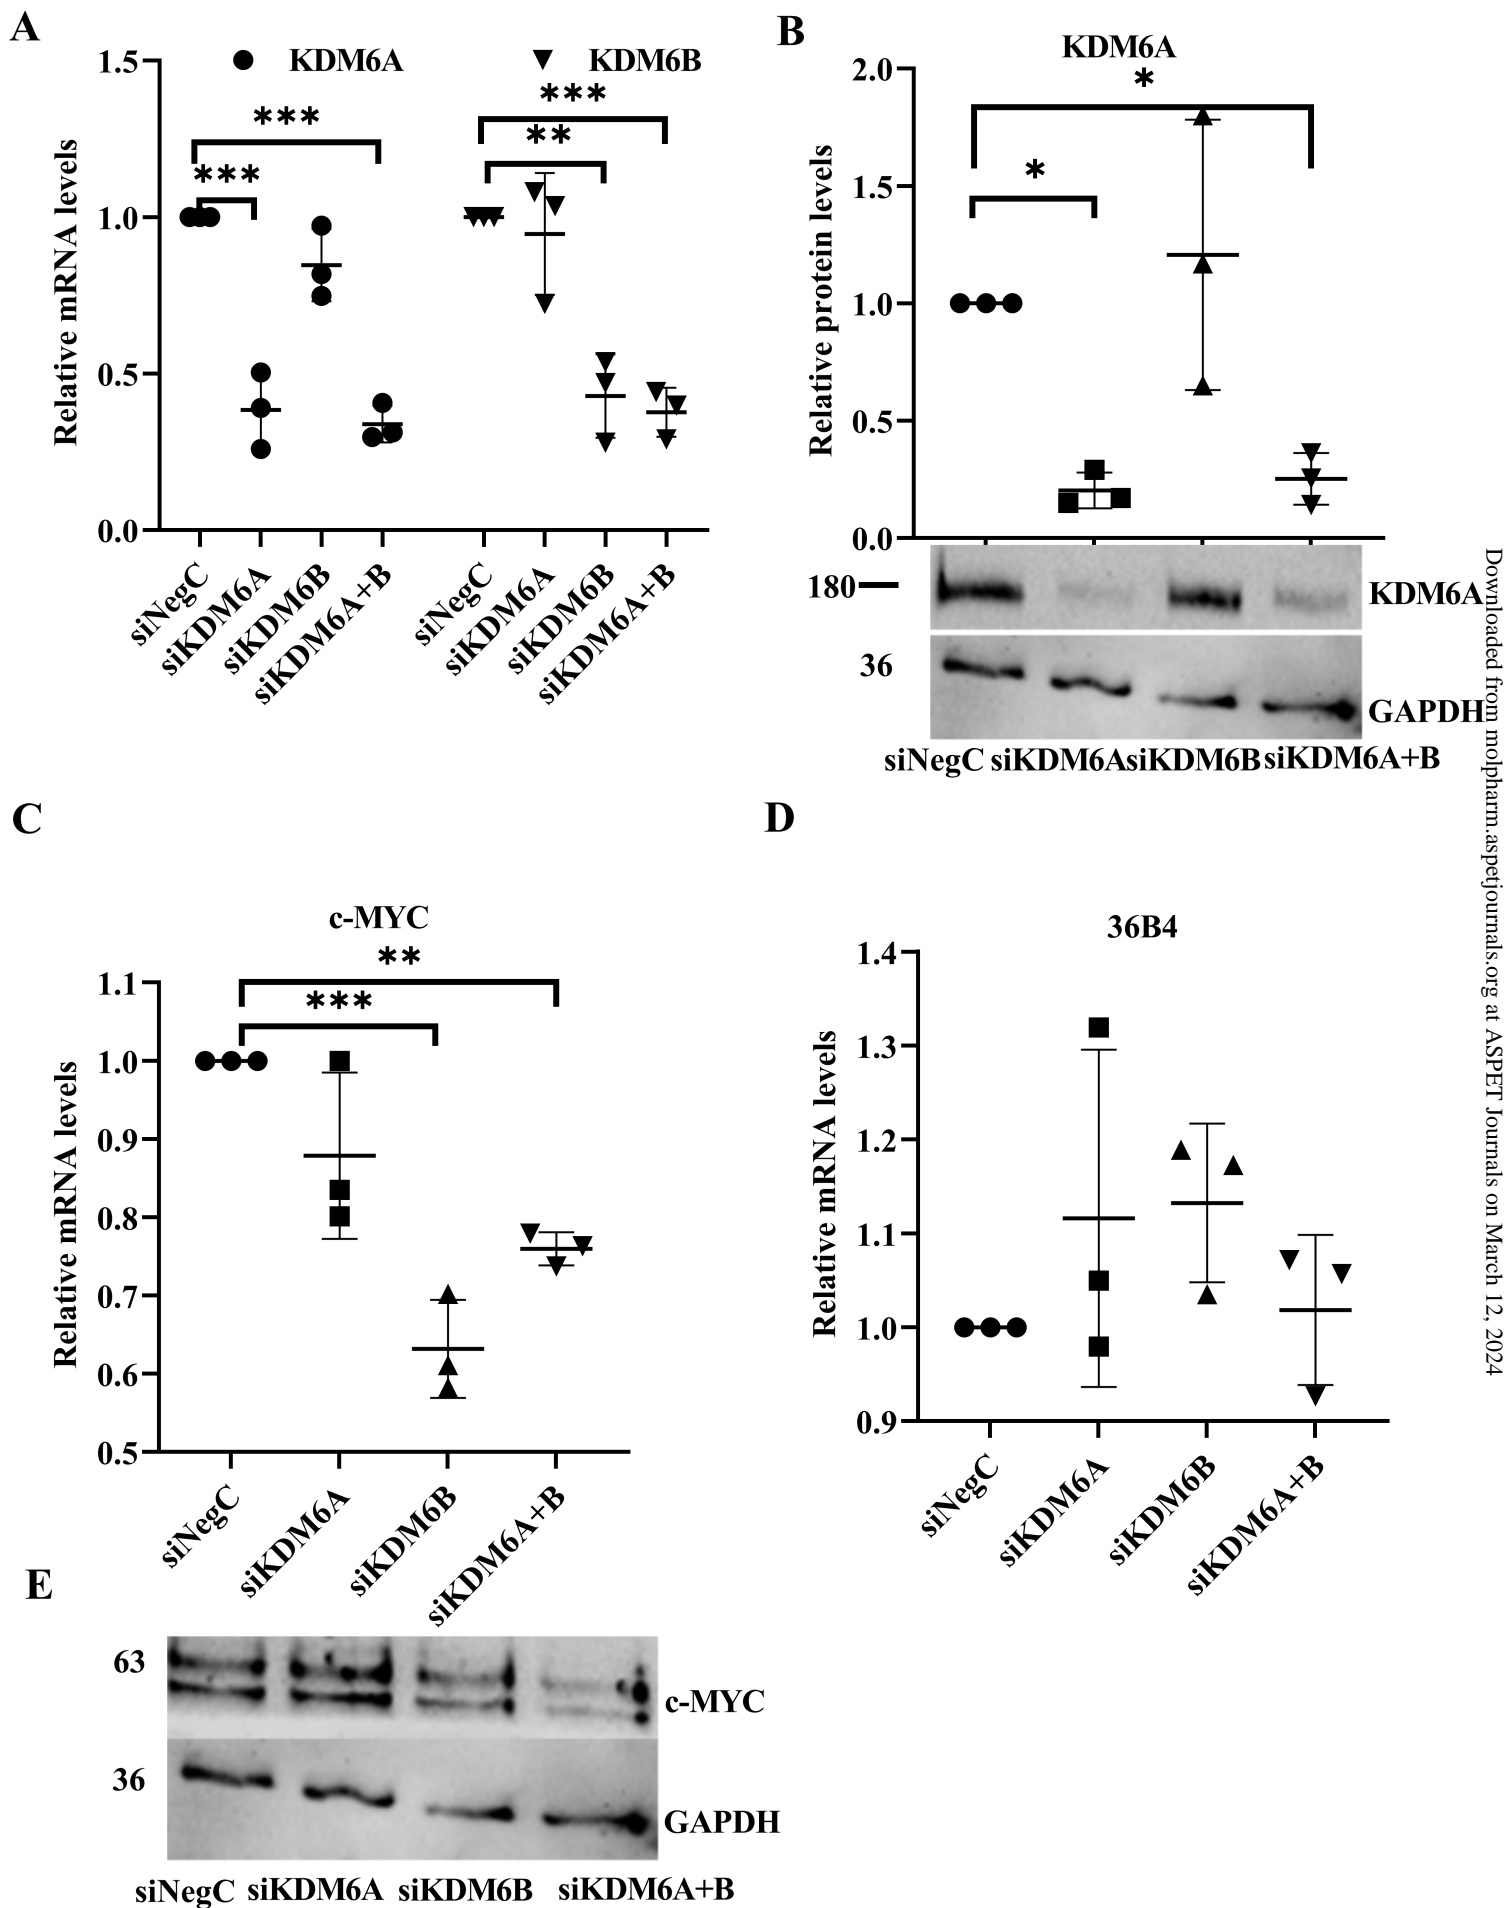 A
KDM6A
KDM6B
***
***
***
**
1.5
1.0
0.5
0.0
Relative mRNA levels
siNegC
siKDM6A
siKDM6B
siKDM6A+B
siNegC
siKDM6A
siKDM6B
siKDM6A+B
B
KDM6A
*
*
2.0
1.5
1.0
0.5
0.0
Relative protein levels
180
KDM6A
36
GAPDH
siNegC siKDM6A siKDM6B siKDM6A+B
C
c-MYC
**
***
1.1
1.0
0.9
0.8
0.7
0.6
0.5
Relative mRNA levels
siNegC
siKDM6A
siKDM6B
siKDM6A+B
D
36B4
1.4
1.3
1.2
1.1
1.0
0.9
Relative mRNA levels
siNegC
siKDM6A
siKDM6B
siKDM6A+B
E
63
c-MYC
36
GAPDH
siNegC siKDM6A siKDM6B siKDM6A+B
Downloaded from molpharm.aspetjournals.org at ASPET Journals on March 12, 2024